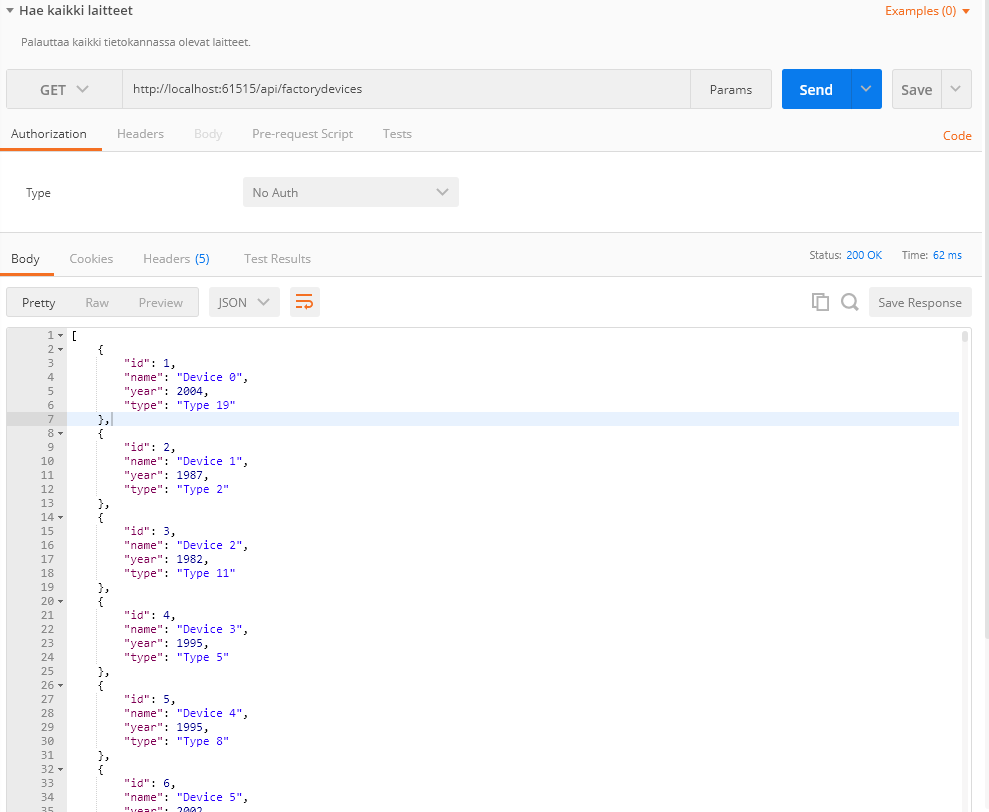 Hae kaikki laitteet Examples (0)
Palauttaa kaikki tietokannassa olevat laitteet.
GET http://localhost:61515/api/factorydevices Params Send Save
Authorization Headers Body Pre-request Script Tests Code
Type No Auth
Body Cookies Headers (5) Test Results Status: 200 OK Time: 62 ms
Pretty Raw Preview JSON Save Response
1 [
2 {
3 "id": 1,
4 "name": "Device 0",
5 "year": 2004,
6 "type": "Type 19"
7 },
8 {
9 "id": 2,
10 "name": "Device 1",
11 "year": 1987,
12 "type": "Type 2"
13 },
14 {
15 "id": 3,
16 "name": "Device 2",
17 "year": 1982,
18 "type": "Type 11"
19 },
20 {
21 "id": 4,
22 "name": "Device 3",
23 "year": 1995,
24 "type": "Type 5"
25 },
26 {
27 "id": 5,
28 "name": "Device 4",
29 "year": 1995,
30 "type": "Type 8"
31 },
32 {
33 "id": 6,
34 "name": "Device 5",
35 "year": 2002